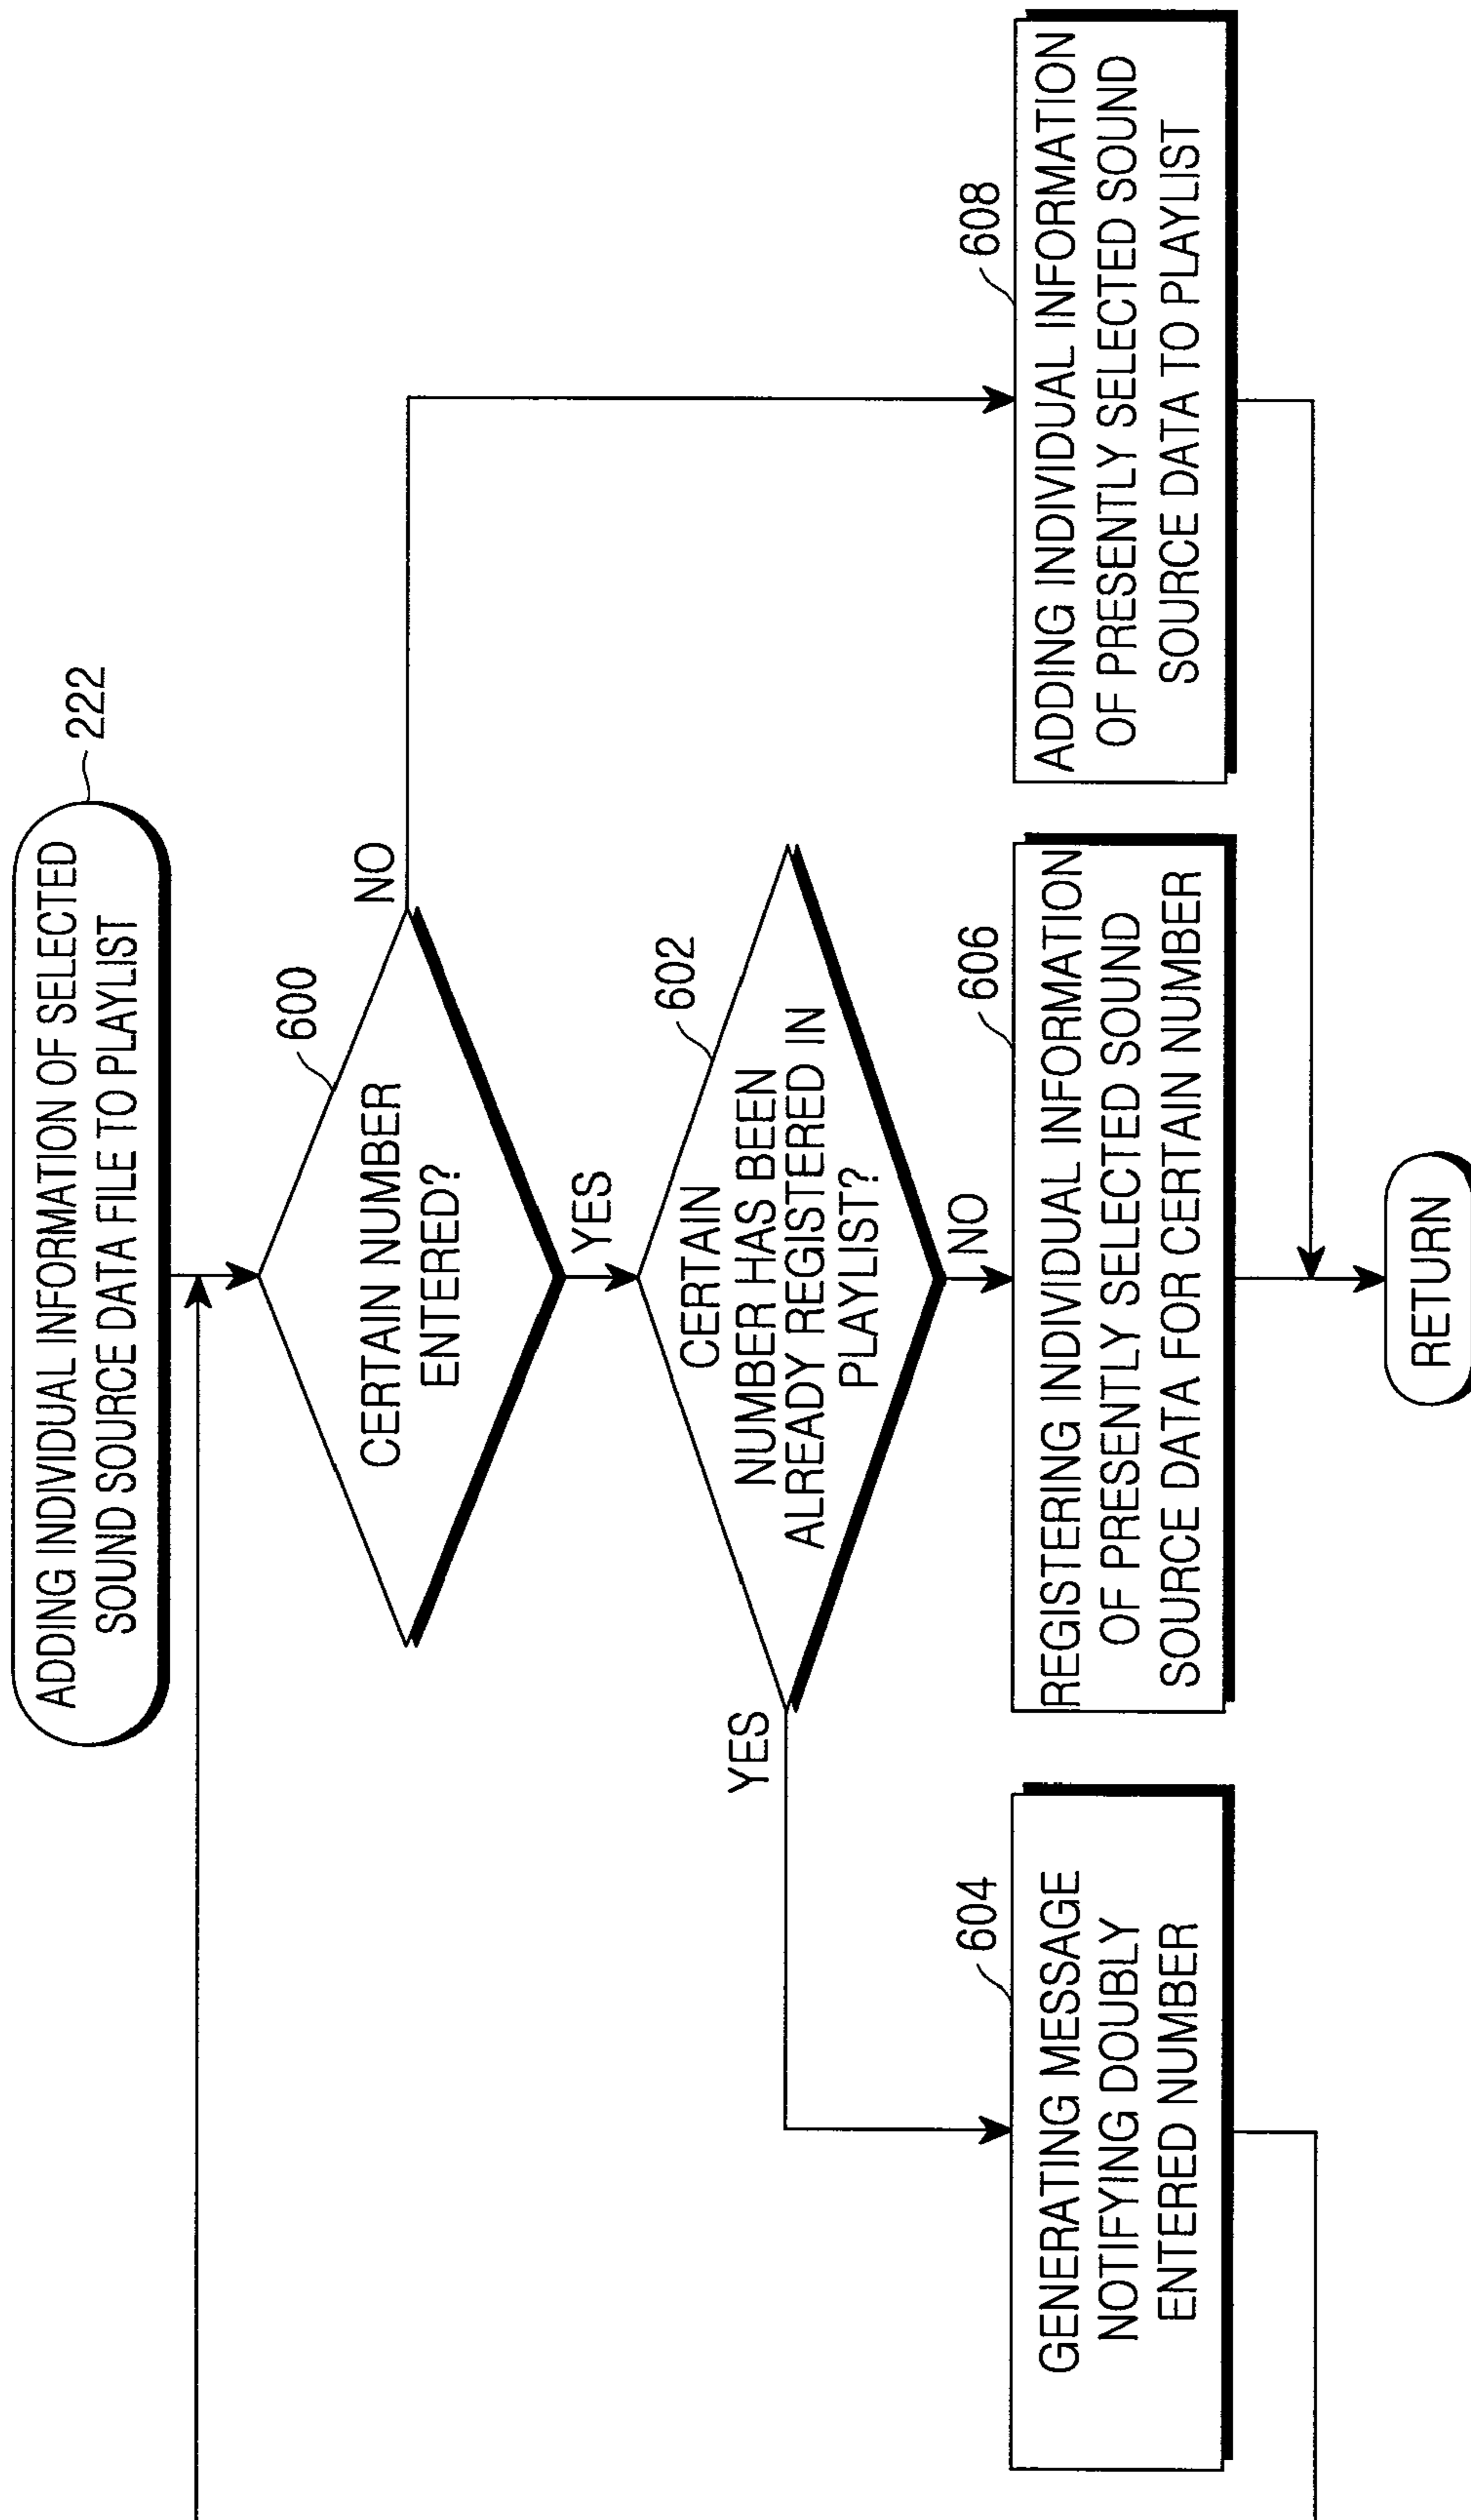 ADDING INDIVIDUAL INFORMATION OF SELECTED
SOUND SOURCE DATA FILE TO PLAYLIST
222
600
CERTAIN NUMBER
ENTERED?
NO
YES
602
CERTAIN
NUMBER HAS BEEN
ALREADY REGISTERED IN
PLAYLIST?
YES
NO
604
GENERATING MESSAGE
NOTIFYING DOUBLY
ENTERED NUMBER
606
REGISTERING INDIVIDUAL INFORMATION
OF PRESENTLY SELECTED SOUND
SOURCE DATA FOR CERTAIN NUMBER
608
ADDING INDIVIDUAL INFORMATION
OF PRESENTLY SELECTED SOUND
SOURCE DATA TO PLAYLIST
RETURN